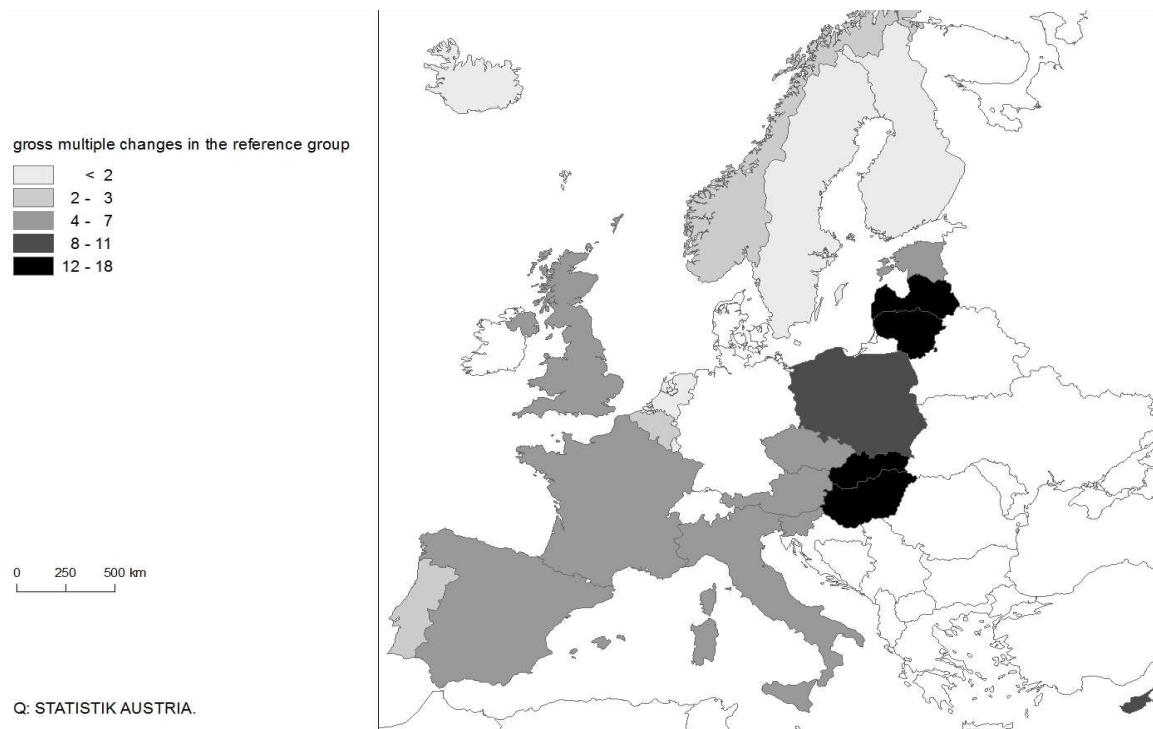 gross multiple changes in the reference group
< 2
2 - 3
4 - 7
8 - 11
12 - 18
0 250 500 km
Q: STATISTIK AUSTRIA.